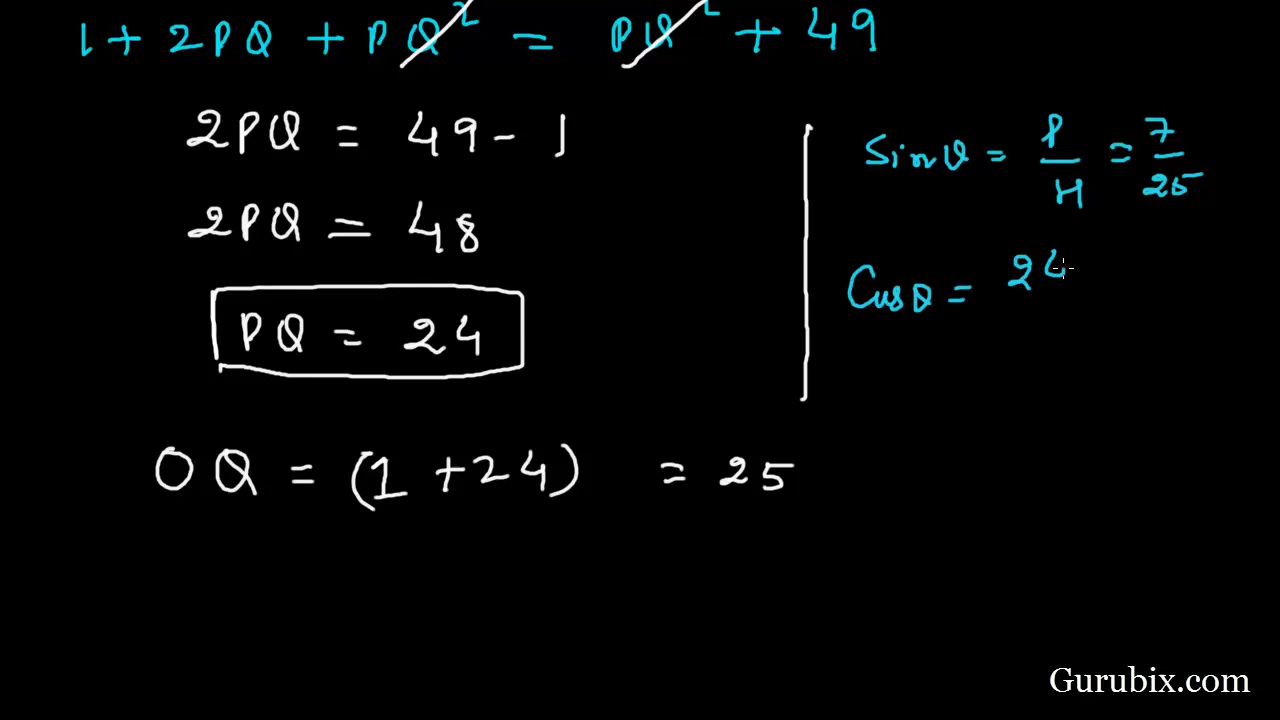 1 + 2PQ + PQ² = PQ² + 49
2PQ = 49 - 1
2PQ = 48
PQ = 24
OQ = (1 + 24) = 25
Sinθ = P/H = 7/25
Cosθ = 24
Gurubix.com